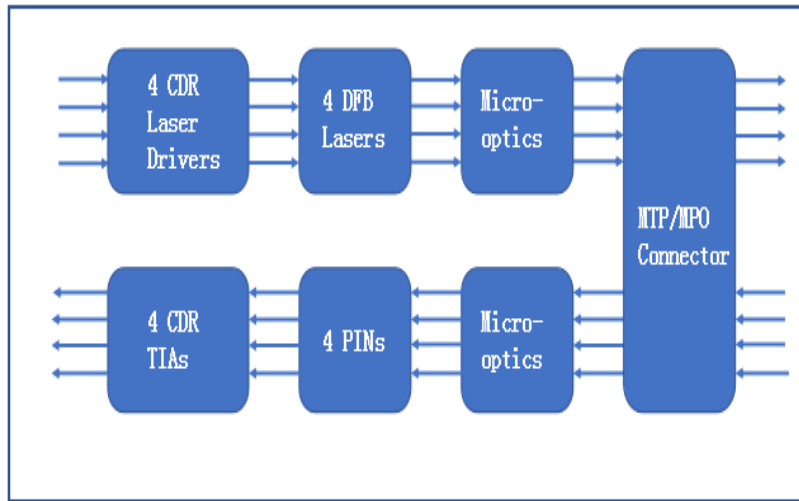 4 CDR
Laser
Drivers
4 DFB
Lasers
Micro-
optics
MTP/MPO
Connector
4 CDR
TIAs
4 PINs
Micro-
optics